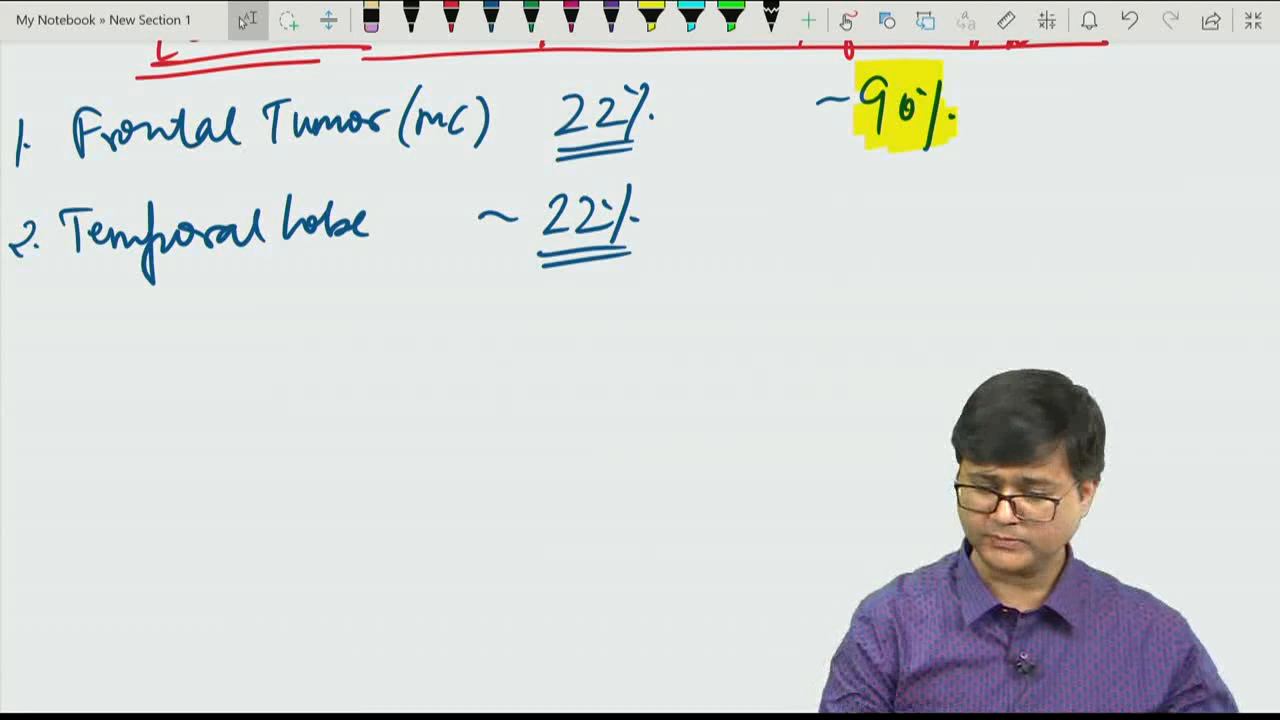 My Notebook » New Section 1
1. Frontal Tumor (mc) 22% ~90%.
2. Temporal Lobe ~ 22%.